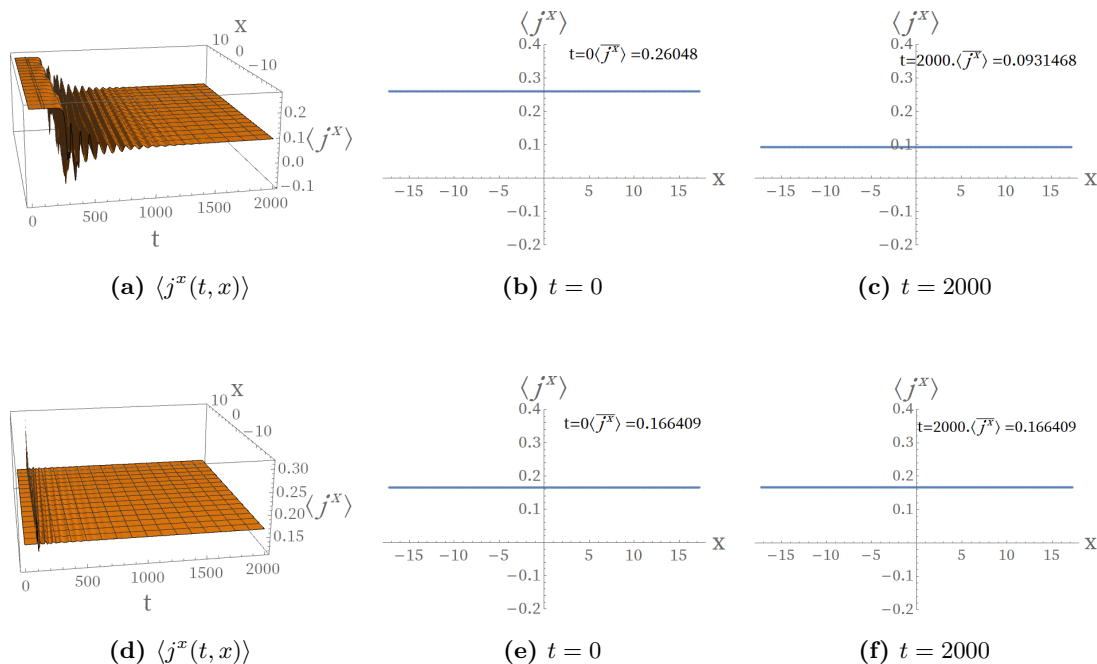 x
10
0
−10
0.2
0.1
0.0
−0.1
⟨j^x⟩
0
500
1000
1500
2000
t
(a) ⟨j^x(t, x)⟩
⟨j^x⟩
0.4
t=0⟨\overline{j^x}⟩=0.26048
0.3
0.2
0.1
−15 −10 −5 5 10 15 x
−0.1
−0.2
(b) t = 0
⟨j^x⟩
0.4
t=2000.⟨\overline{j^x}⟩=0.0931468
0.3
0.2
0.1
−15 −10 −5 5 10 15 x
−0.1
−0.2
(c) t = 2000
x
10
0
−10
0.30
0.25
0.20
0.15
⟨j^x⟩
0
500
1000
1500
2000
t
(d) ⟨j^x(t, x)⟩
⟨j^x⟩
0.4
t=0⟨\overline{j^x}⟩=0.166409
0.3
0.2
0.1
−15 −10 −5 5 10 15 x
−0.1
−0.2
(e) t = 0
⟨j^x⟩
0.4
t=2000.⟨\overline{j^x}⟩=0.166409
0.3
0.2
0.1
−15 −10 −5 5 10 15 x
−0.1
−0.2
(f) t = 2000